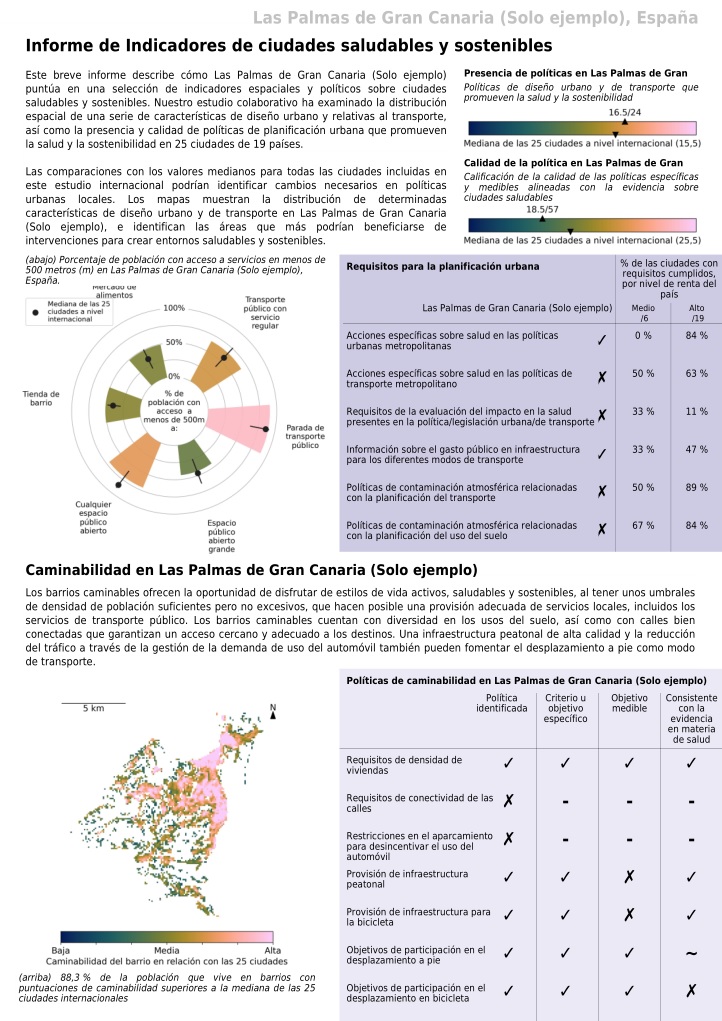 Las Palmas de Gran Canaria (Solo ejemplo), España
Informe de Indicadores de ciudades saludables y sostenibles
Este breve informe describe cómo Las Palmas de Gran Canaria (Solo ejemplo)
puntúa en una selección de indicadores espaciales y políticos sobre ciudades
saludables y sostenibles. Nuestro estudio colaborativo ha examinado la distribución
espacial de una serie de características de diseño urbano y relativas al transporte,
así como la presencia y calidad de políticas de planificación urbana que promueven
la salud y la sostenibilidad en 25 ciudades de 19 países.
Las comparaciones con los valores medianos para todas las ciudades incluidas en
este estudio internacional podrían identificar cambios necesarios en políticas
urbanas locales. Los mapas muestran la distribución de determinadas
características de diseño urbano y de transporte en Las Palmas de Gran Canaria
(Solo ejemplo), e identifican las áreas que más podrían beneficiarse de
intervenciones para crear entornos saludables y sostenibles.
Presencia de políticas en Las Palmas de Gran
Políticas de diseño urbano y de transporte que
promueven la salud y la sostenibilidad
16.5/24
Mediana de las 25 ciudades a nivel internacional (15,5)
Calidad de la política en Las Palmas de Gran
Calificación de la calidad de las políticas específicas
y medibles alineadas con la evidencia sobre
ciudades saludables
18.5/57
Mediana de las 25 ciudades a nivel internacional (25,5)
(abajo) Porcentaje de población con acceso a servicios en menos de
500 metros (m) en Las Palmas de Gran Canaria (Solo ejemplo),
España.
Mercado de
alimentos
Mediana de las 25
ciudades a nivel
internacional
100%
50%
0%
Transporte
público con
servicio
regular
Tienda de
barrio
% de
población con
acceso a
menos de 500m
a:
Parada de
transporte
público
Cualquier
espacio
público
abierto
Espacio
público
abierto
grande
Requisitos para la planificación urbana
% de las ciudades con
requisitos cumplidos,
por nivel de renta del
país
Las Palmas de Gran Canaria (Solo ejemplo)
Medio
/6
Alto
/19
Acciones específicas sobre salud en las políticas
urbanas metropolitanas
✓ 0 % 84 %
Acciones específicas sobre salud en las políticas de
transporte metropolitano
✗ 50 % 63 %
Requisitos de la evaluación del impacto en la salud
presentes en la política/legislación urbana/de transporte
✗ 33 % 11 %
Información sobre el gasto público en infraestructura
para los diferentes modos de transporte
✓ 33 % 47 %
Políticas de contaminación atmosférica relacionadas
con la planificación del transporte
✗ 50 % 89 %
Políticas de contaminación atmosférica relacionadas
con la planificación del uso del suelo
✗ 67 % 84 %
Caminabilidad en Las Palmas de Gran Canaria (Solo ejemplo)
Los barrios caminables ofrecen la oportunidad de disfrutar de estilos de vida activos, saludables y sostenibles, al tener unos umbrales
de densidad de población suficientes pero no excesivos, que hacen posible una provisión adecuada de servicios locales, incluidos los
servicios de transporte público. Los barrios caminables cuentan con diversidad en los usos del suelo, así como con calles bien
conectadas que garantizan un acceso cercano y adecuado a los destinos. Una infraestructura peatonal de alta calidad y la reducción
del tráfico a través de la gestión de la demanda de uso del automóvil también pueden fomentar el desplazamiento a pie como modo
de transporte.
5 km
N
Baja Media Alta
Caminabilidad del barrio en relación con las 25 ciudades
(arriba) 88,3 % de la población que vive en barrios con
puntuaciones de caminabilidad superiores a la mediana de las 25
ciudades internacionales
Políticas de caminabilidad en Las Palmas de Gran Canaria (Solo ejemplo)
Política
identificada
Criterio u
objetivo
específico
Objetivo
medible
Consistente
con la
evidencia
en materia
de salud
Requisitos de densidad de
viviendas
✓ ✓ ✓ ✓
Requisitos de conectividad de las
calles
✗ - - -
Restricciones en el aparcamiento
para desincentivar el uso del
automóvil
✗ - - -
Provisión de infraestructura
peatonal
✓ ✓ ✗ ✓
Provisión de infraestructura para
la bicicleta
✓ ✓ ✗ ✓
Objetivos de participación en el
desplazamiento a pie
✓ ✓ ✓ ~
Objetivos de participación en el
desplazamiento en bicicleta
✓ ✓ ✓ ✗